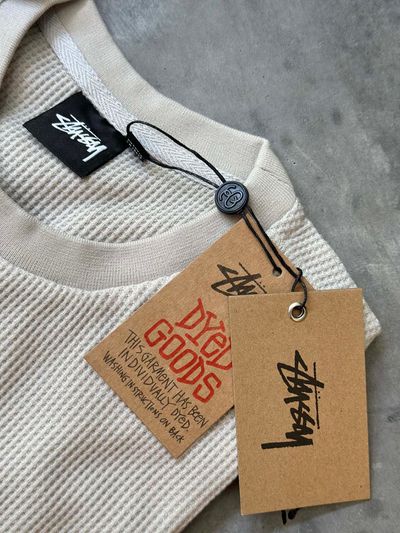 Stüssy
Stüssy
DYED
GOODS
THIS GARMENT HAS BEEN
INDIVIDUALLY DYED.
WASHING INSTRUCTIONS ON BACK
Stüssy